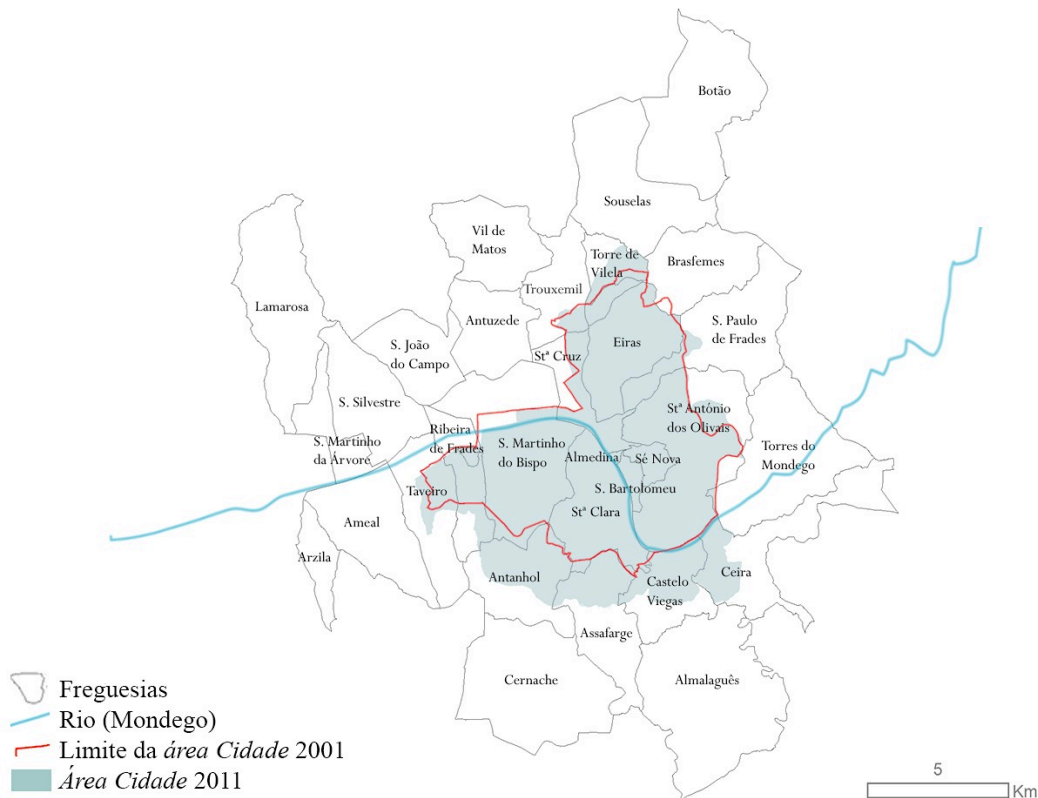 Botão
Souselas
Vil de
Matos
Torre de
Vilela
Brasfemes
Trouxemil
Lamarosa
Antuzede
S. Paulo
de Frades
Eiras
S. João
do Campo
Stª Cruz
S. Silvestre
Stª António
dos Olivais
Ribeira
de Frades
S. Martinho
da Árvore
S. Martinho
do Bispo
Almedina
Sé Nova
Torres do
Mondego
Taveiro
S. Bartolomeu
Stª Clara
Ameal
Arzila
Antanhol
Castelo
Viegas
Ceira
Assafarge
Cernache
Almalaguês
Freguesias
Rio (Mondego)
Limite da área Cidade 2001
Área Cidade 2011
5
Km